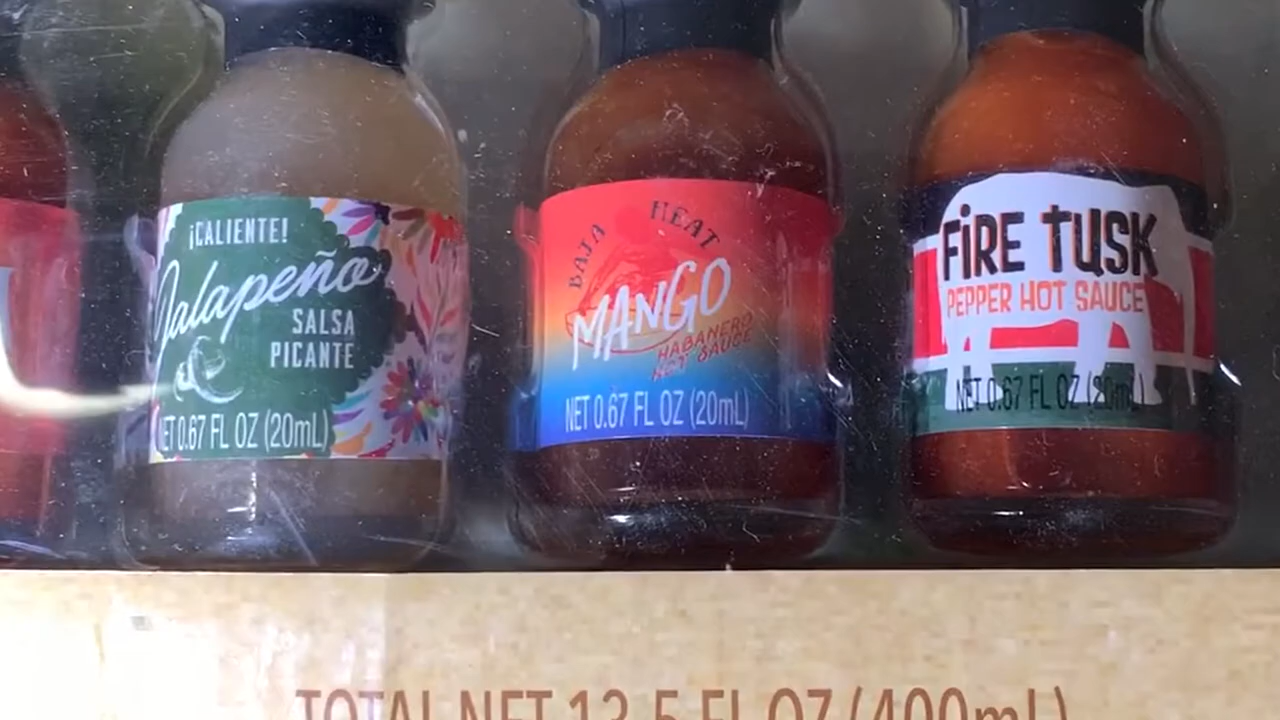 ¡CALIENTE!
Jalapeño
SALSA
PICANTE
NET 0.67 FL OZ (20mL)
BAJA HEAT
MANGO
HABANERO
HOT SAUCE
NET 0.67 FL OZ (20mL)
FiRE TUSK
PEPPER HOT SAUCE
NET 0.67 FL OZ (20mL)
TOTAL NET 13.5 FL OZ (400mL)